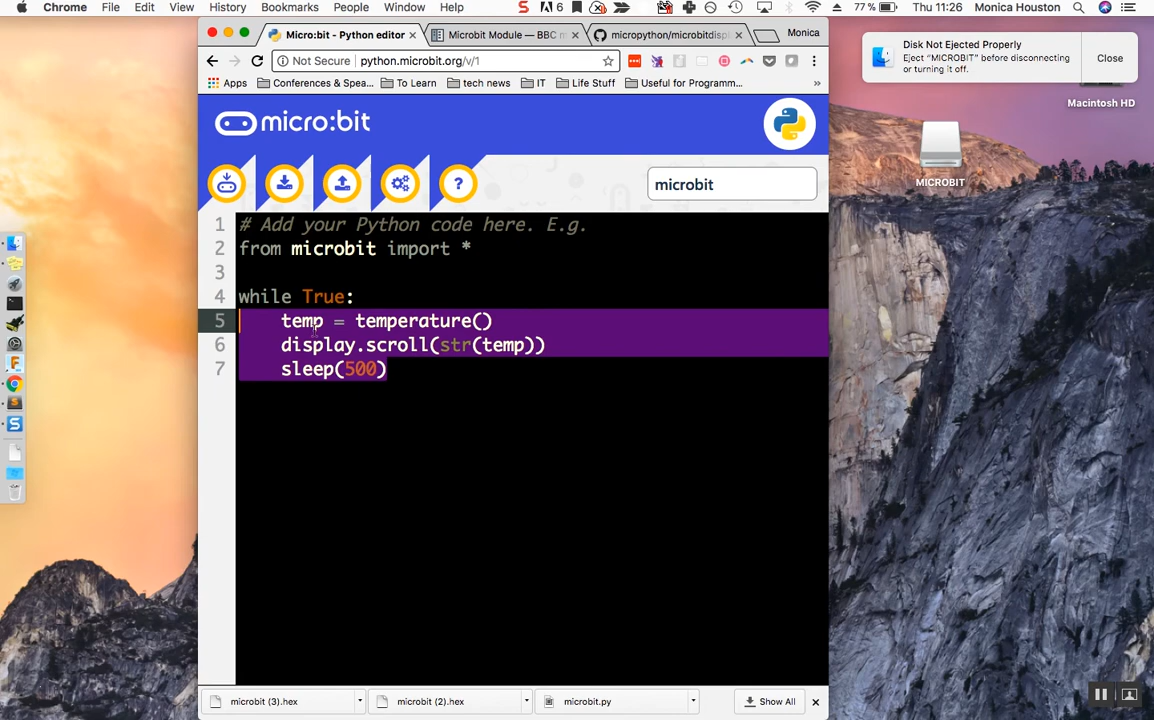 Chrome File Edit View History Bookmarks People Window Help 6 77% Thu 11:26 Monica Houston
Micro:bit - Python editor Microbit Module — BBC m micropython/microbitdisp Monica
Not Secure python.microbit.org/v/1
Apps Conferences & Spea... To Learn tech news IT Life Stuff Useful for Programm... »
Disk Not Ejected Properly
Eject “MICROBIT” before disconnecting
or turning it off.
Close
Macintosh HD
MICROBIT
micro:bit
?
microbit
1 # Add your Python code here. E.g.
2 from microbit import *
3
4 while True:
5 temp = temperature()
6 display.scroll(str(temp))
7 sleep(500)
microbit (3).hex microbit (2).hex microbit.py Show All